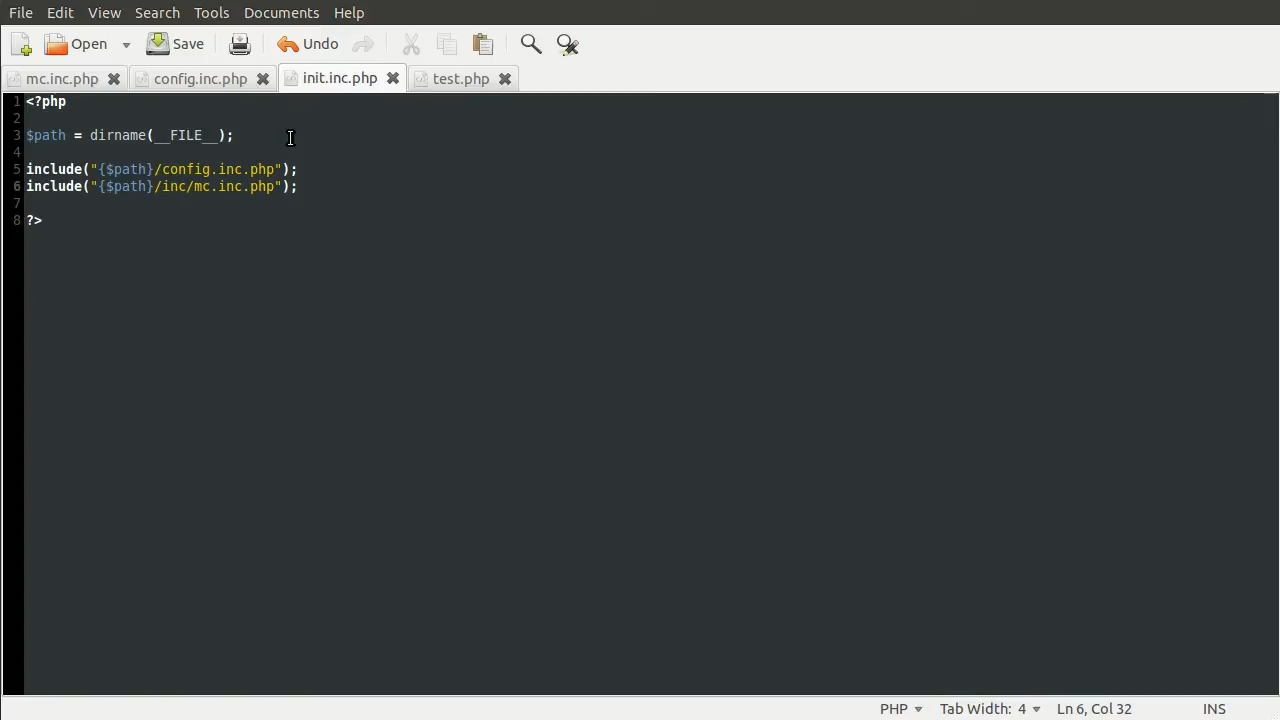 File Edit View Search Tools Documents Help
Open Save Undo
mc.inc.php config.inc.php init.inc.php test.php
1 <?php
2
3 $path = dirname(__FILE__);
4
5 include("{$path}/config.inc.php");
6 include("{$path}/inc/mc.inc.php");
7
8 ?>
PHP Tab Width: 4 Ln 6, Col 32 INS